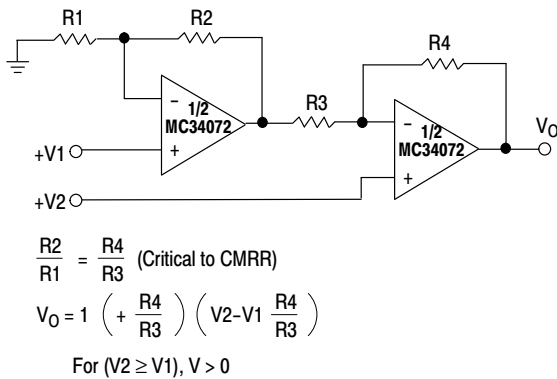 R1
R2
R4
R3
1/2
MC34072
1/2
MC34072
VO
+V1
+V2
−
+
−
+
R2/R1 = R4/R3 (Critical to CMRR)
VO = 1 ( + R4/R3 ) ( V2−V1 R4/R3 )
For (V2 ≥ V1), V > 0